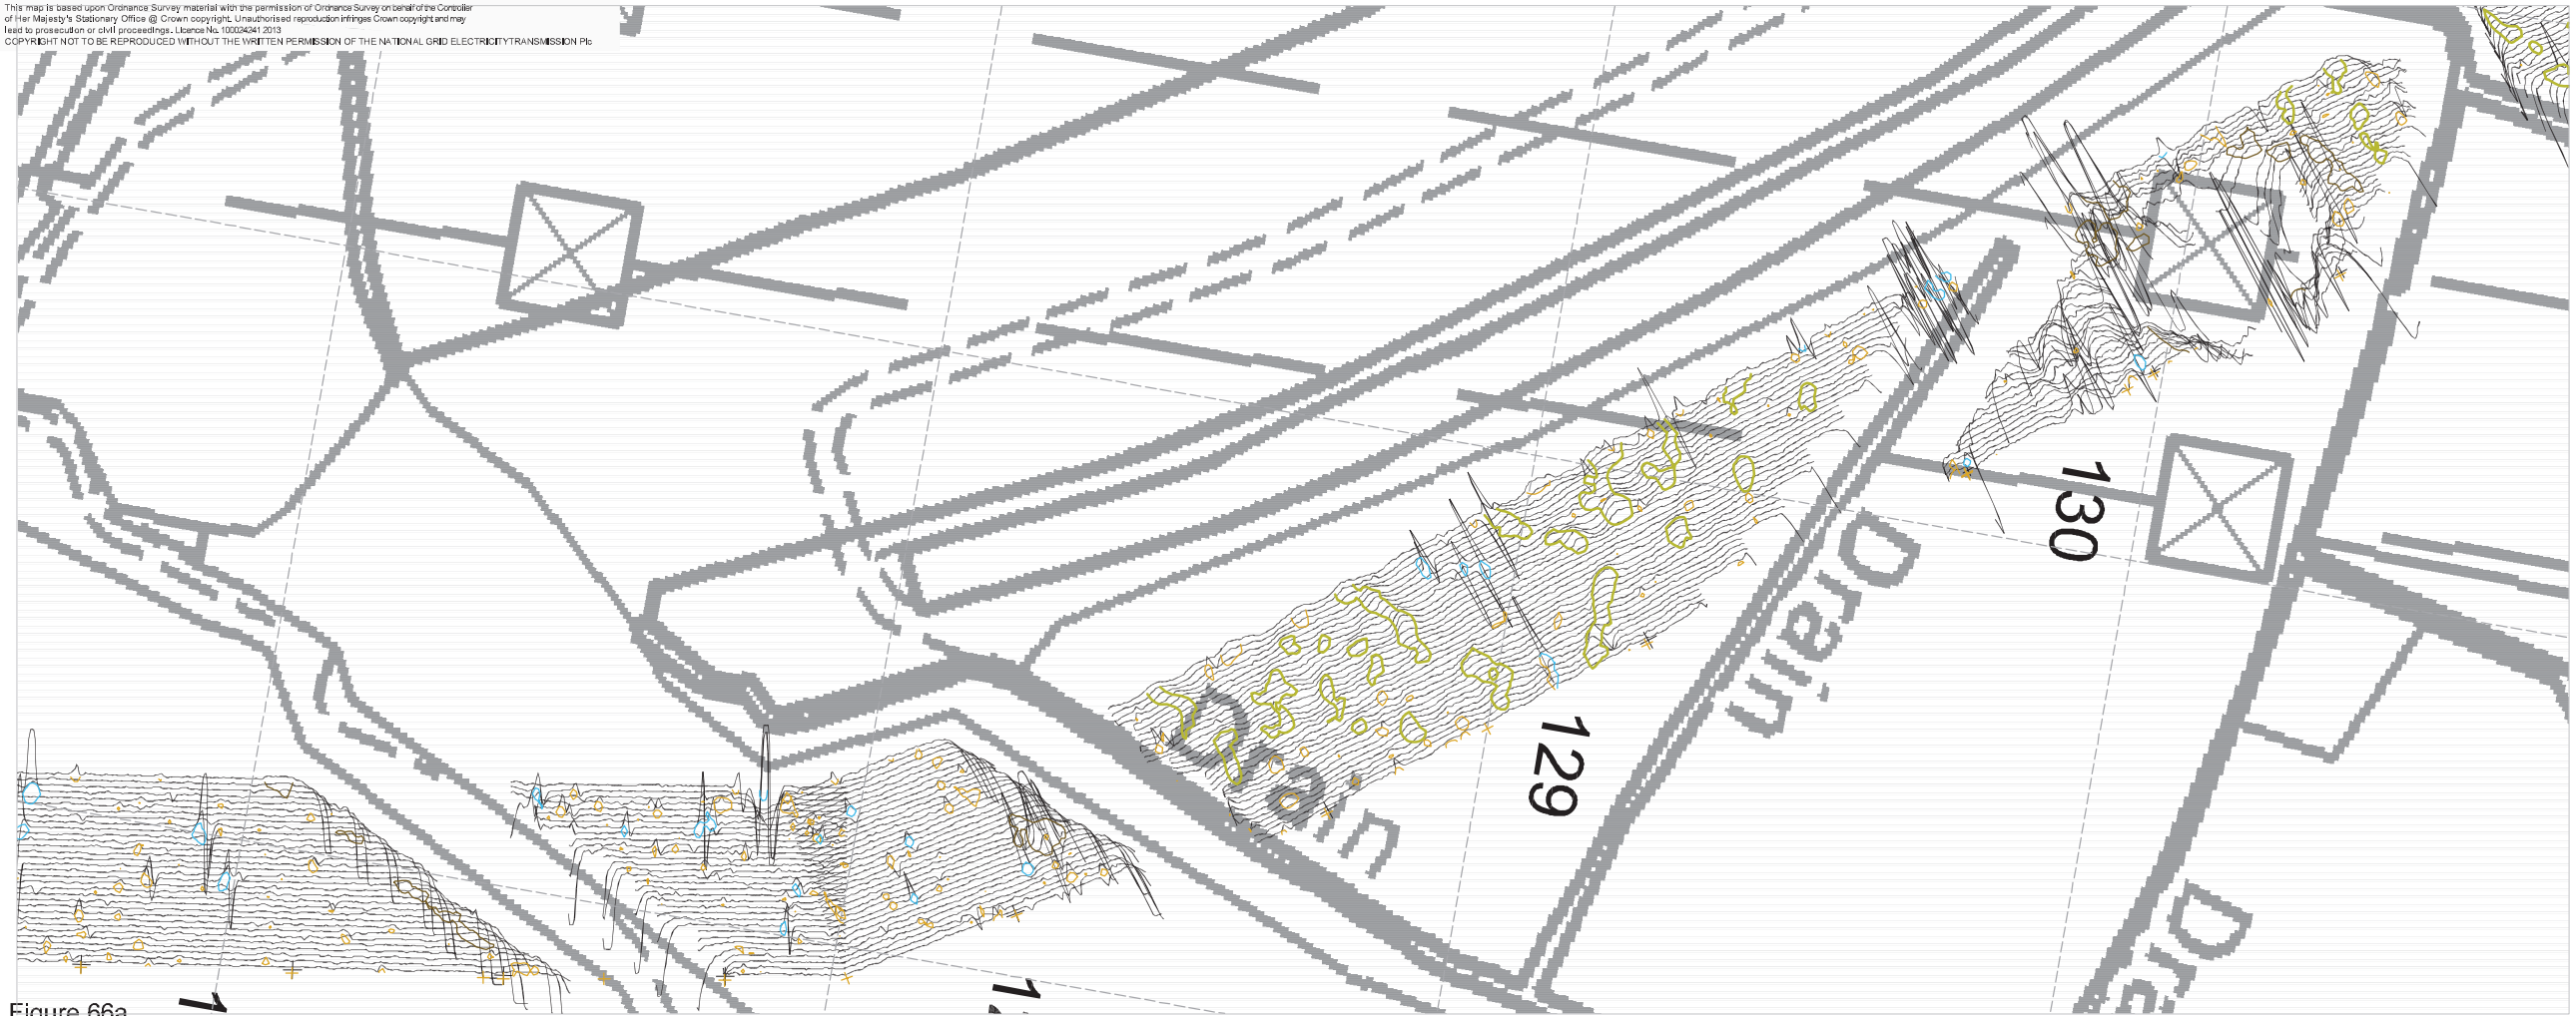 This map is based upon Ordnance Survey material with the permission of Ordnance Survey on behalf of the Controller
of Her Majesty's Stationary Office @ Crown copyright. Unauthorised reproduction infringes Crown copyright and may
lead to prosecution or civil proceedings. Licence No. 100024241 2013
COPYRIGHT NOT TO BE REPRODUCED WITHOUT THE WRITTEN PERMISSION OF THE NATIONAL GRID ELECTRICITY TRANSMISSION Plc
130
Drain
129
Drain
Figure 66a